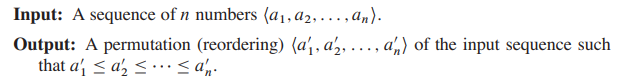 Input: A sequence of n numbers ⟨a₁, a₂, . . . , aₙ⟩.
Output: A permutation (reordering) ⟨a′₁, a′₂, . . . , a′ₙ⟩ of the input sequence such
that a′₁ ≤ a′₂ ≤ ⋯ ≤ a′ₙ.